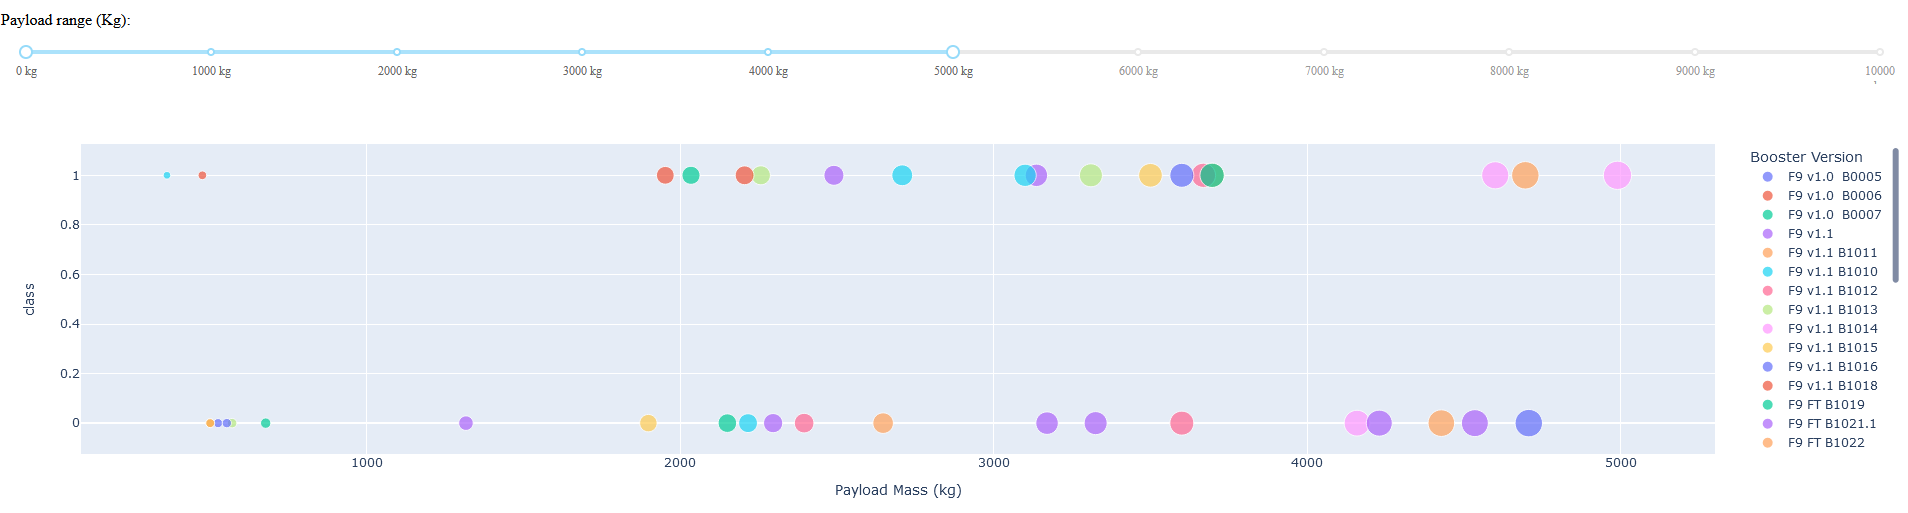 Payload range (Kg):
0 kg 1000 kg 2000 kg 3000 kg 4000 kg 5000 kg 6000 kg 7000 kg 8000 kg 9000 kg 10000
Booster Version
F9 v1.0  B0005
F9 v1.0  B0006
F9 v1.0  B0007
F9 v1.1
F9 v1.1 B1011
F9 v1.1 B1010
F9 v1.1 B1012
F9 v1.1 B1013
F9 v1.1 B1014
F9 v1.1 B1015
F9 v1.1 B1016
F9 v1.1 B1018
F9 FT B1019
F9 FT B1021.1
F9 FT B1022
1
0.8
0.6
0.4
0.2
0
class
1000 2000 3000 4000 5000
Payload Mass (kg)